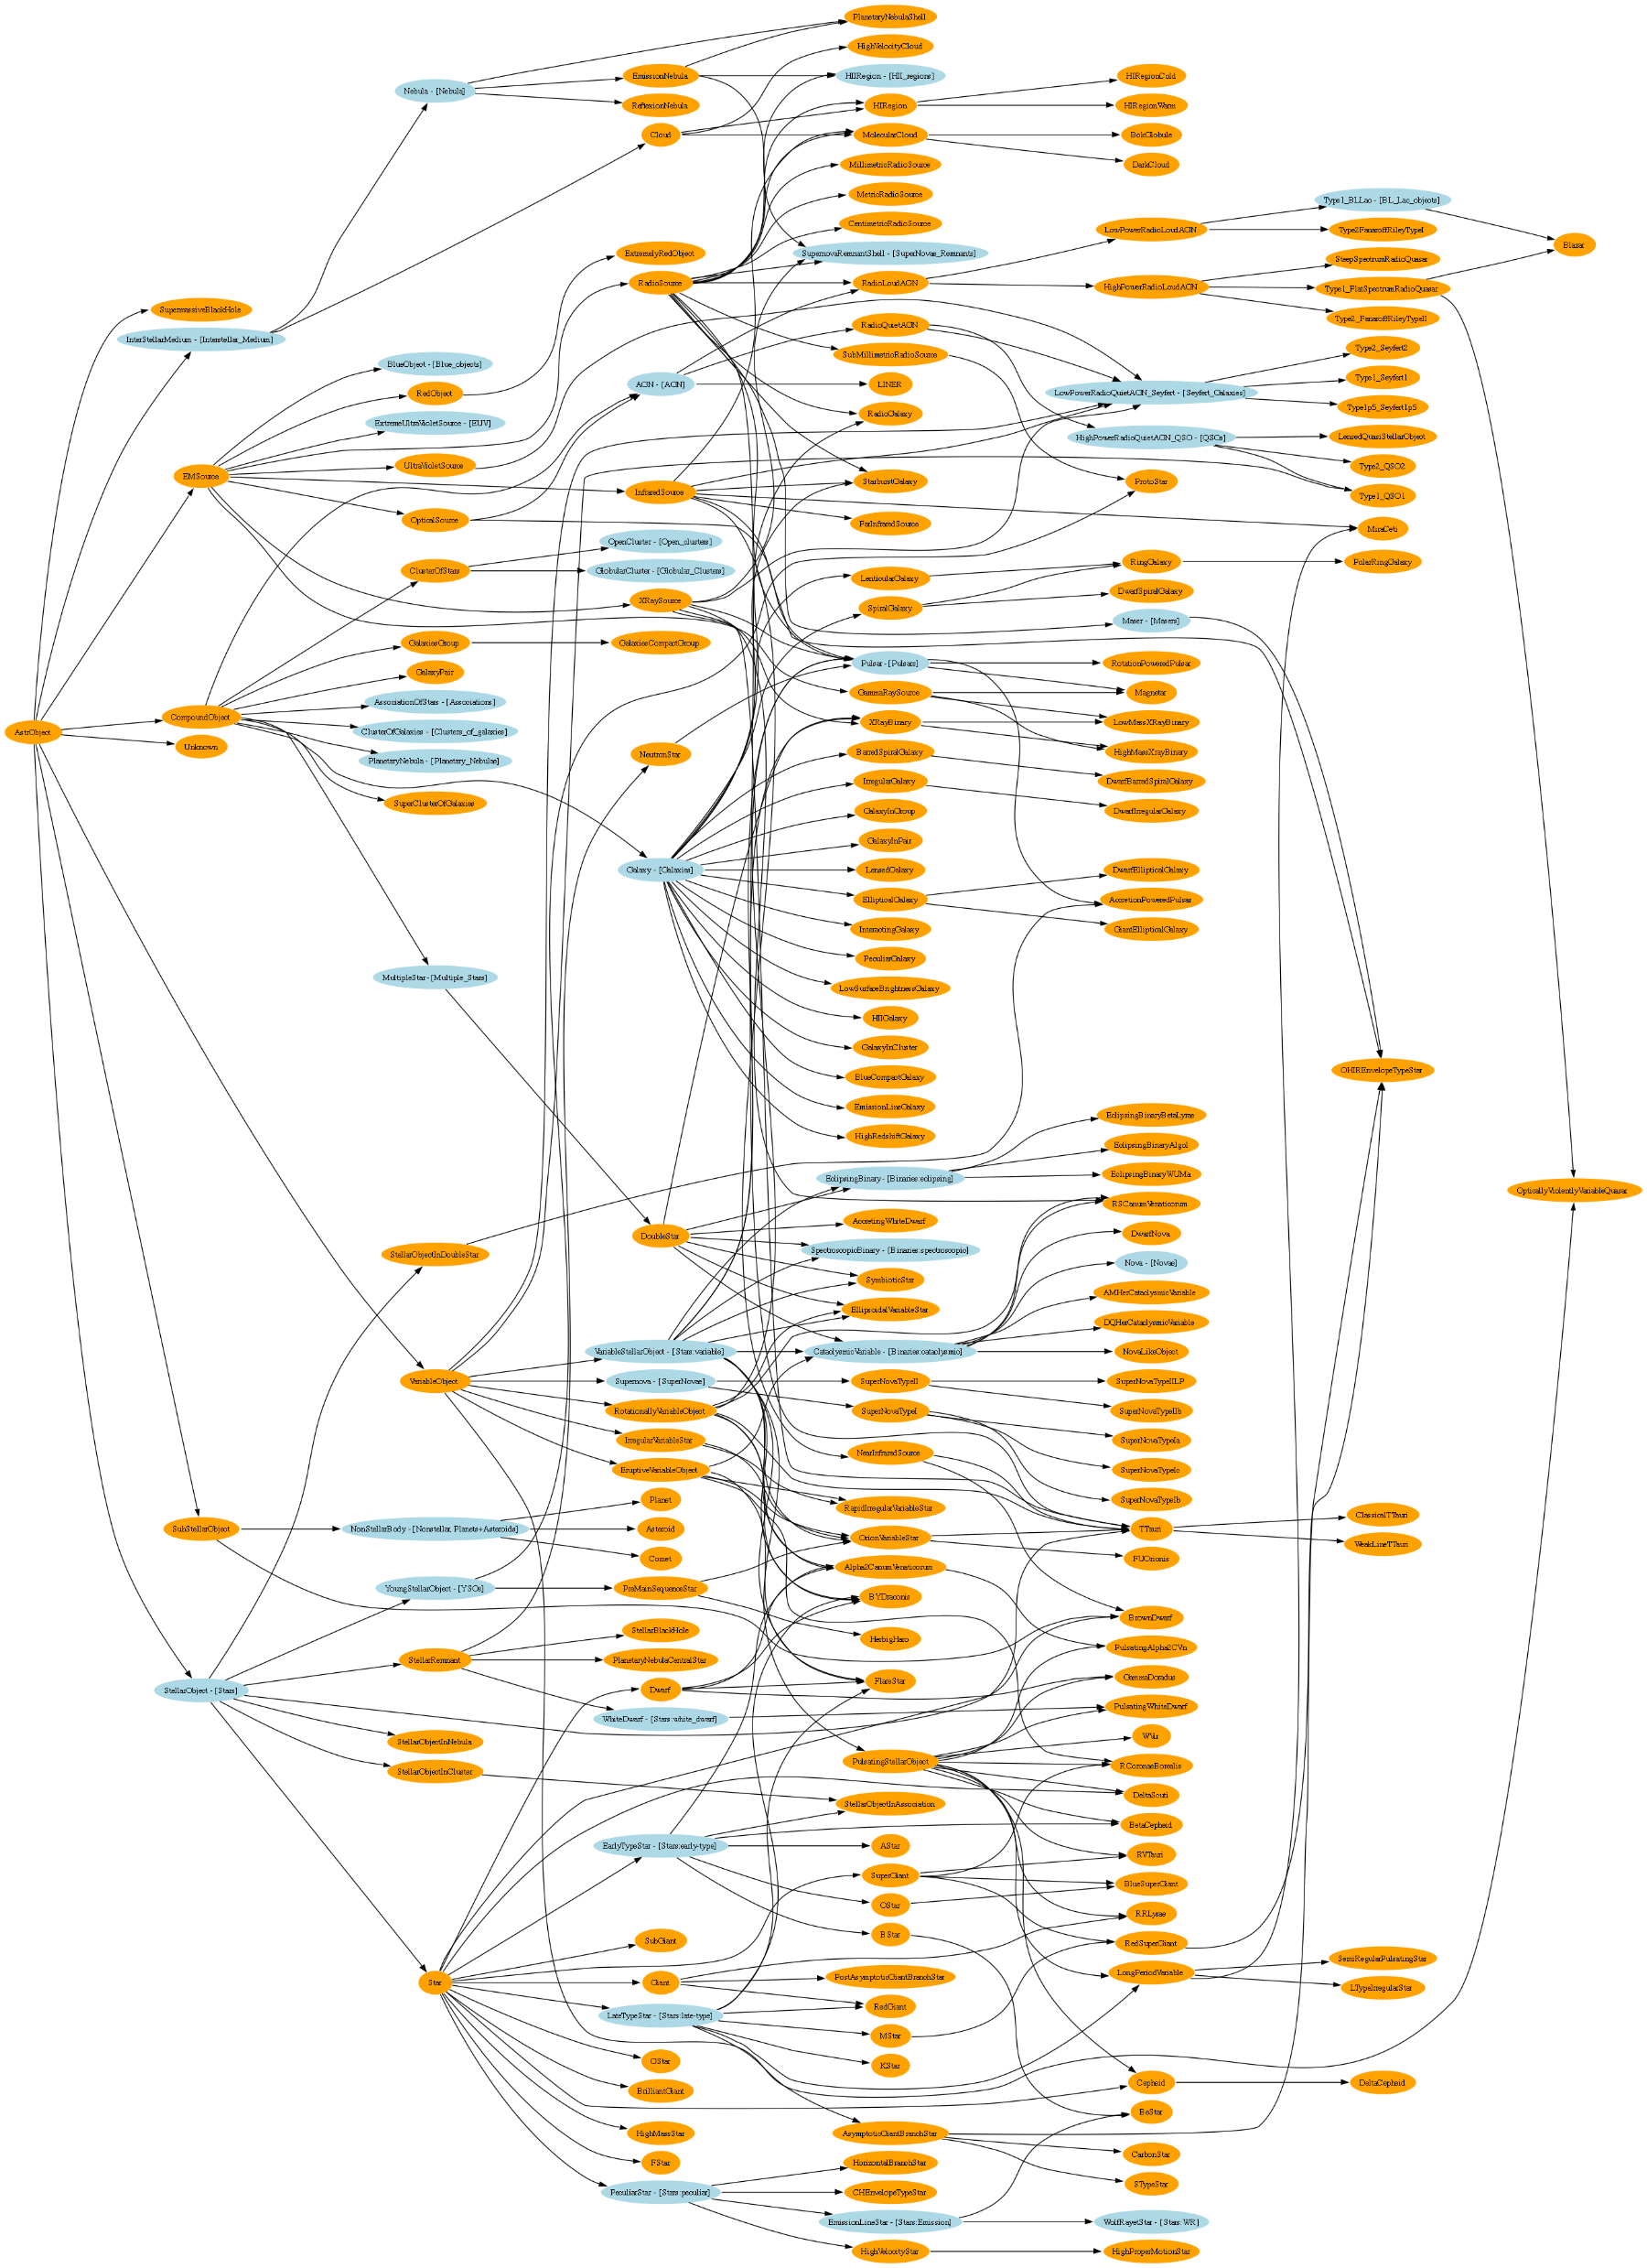 PlanetaryNebulaShell
HighVelocityCloud
EmissionNebula
HIIRegion - [HII_regions]
HIRegionCold
Nebula - [Nebula]
ReflexionNebula
HIRegion
HIRegionWarm
Cloud
MolecularCloud
BokGlobule
DarkCloud
MillimetricRadioSource
MetricRadioSource
Type1_BLLac - [BL_Lac_objects]
CentimetricRadioSource
LowPowerRadioLoudAGN
Type2FanaroffRileyTypeI
Blazar
ExtremelyRedObject
SupernovaRemnantShell - [SuperNovae_Remnants]
SteepSpectrumRadioQuasar
RadioSource
RadioLoudAGN
HighPowerRadioLoudAGN
Type1_FlatSpectrumRadioQuasar
SupermassiveBlackHole
Type2_FanaroffRileyTypeII
RadioQuietAGN
InterStellarMedium - [Interstellar_Medium]
SubMillimetricRadioSource
Type2_Seyfert2
BlueObject - [Blue_objects]
Type1_Seyfert1
AGN - [AGN]
LINER
RedObject
LowPowerRadioQuietAGN_Seyfert - [Seyfert_Galaxies]
Type1p5_Seyfert1p5
RadioGalaxy
ExtremeUltraVioletSource - [EUV]
HighPowerRadioQuietAGN_QSO - [QSOs]
LensedQuasiStellarObject
UltraVioletSource
Type2_QSO2
EMSource
StarburstGalaxy
ProtoStar
InfraredSource
Type1_QSO1
OpticalSource
FarInfraredSource
MiraCeti
OpenCluster - [Open_clusters]
RingGalaxy
PolarRingGalaxy
ClusterOfStars
GlobularCluster - [Globular_Clusters]
LenticularGalaxy
DwarfSpiralGalaxy
XRaySource
SpiralGalaxy
Maser - [Masers]
GalaxiesGroup
GalaxiesCompactGroup
Pulsar - [Pulsars]
RotationPoweredPulsar
GalaxyPair
GammaRaySource
Magnetar
AssociationOfStars - [Associations]
CompoundObject
XRayBinary
LowMassXRayBinary
AstrObject
ClusterOfGalaxies - [Clusters_of_galaxies]
Unknown
NeutronStar
BarredSpiralGalaxy
HighMassXrayBinary
PlanetaryNebula - [Planetary_Nebulae]
IrregularGalaxy
DwarfBarredSpiralGalaxy
SuperClusterOfGalaxies
GalaxyInGroup
DwarfIrregularGalaxy
GalaxyInPair
Galaxy - [Galaxies]
LensedGalaxy
DwarfEllipticalGalaxy
EllipticalGalaxy
AccretionPoweredPulsar
InteractingGalaxy
GiantEllipticalGalaxy
PeculiarGalaxy
MultipleStar- [Multiple_Stars]
LowSurfaceBrightnessGalaxy
HIIGalaxy
GalaxyInCluster
OHIREnvelopeTypeStar
BlueCompactGalaxy
EmissionLineGalaxy
EclipsingBinaryBetaLyrae
HighRedshiftGalaxy
EclipsingBinaryAlgol
EclipsingBinary- [Binaries:eclipsing]
EclipsingBinaryWUMa
OpticallyViolentlyVariableQuasar
RSCanumVenaticorum
AccretingWhiteDwarf
DoubleStar
DwarfNova
StellarObjectInDoubleStar
SpectroscopicBinary - [Binaries:spectroscopic]
Nova - [Novae]
SymbioticStar
AMHerCataclysmicVariable
EllipsoidalVariableStar
DQHerCataclysmicVariable
VariableStellarObject - [Stars:variable]
CataclysmicVariable - [Binaries:cataclysmic]
NovaLikeObject
VariableObject
Supernova - [SuperNovae]
SuperNovaTypeII
SuperNovaTypeIILP
RotationallyVariableObject
SuperNovaTypeI
SuperNovaTypeIIb
IrregularVariableStar
NearInfraredSource
SuperNovaTypeIa
EruptiveVariableObject
SuperNovaTypeIc
Planet
RapidIrregularVariableStar
SuperNovaTypeIb
ClassicalTTauri
SubStellarObject
NonStellarBody - [Nonstellar. Planets+Asteroids]
Asteroid
OrionVariableStar
TTauri
WeakLineTTauri
Comet
Alpha2CanumVenaticorum
FUOrionis
YoungStellarObject - [YSOs]
PreMainSequenceStar
BYDraconis
BrownDwarf
StellarBlackHole
HerbigHaro
PulsatingAlpha2CVn
StellarRemnant
PlanetaryNebulaCentralStar
StellarObject - [Stars]
Dwarf
FlareStar
GammaDoradus
WhiteDwarf - [Stars:white_dwarf]
PulsatingWhiteDwarf
StellarObjectInNebula
WVir
StellarObjectInCluster
PulsatingStellarObject
RCoronaeBorealis
StellarObjectInAssociation
DeltaScuti
BetaCepheid
EarlyTypeStar - [Stars:early-type]
AStar
RVTauri
SuperGiant
BlueSuperGiant
OStar
RRLyrae
BStar
SubGiant
RedSuperGiant
SemiRegularPulsatingStar
Star
Giant
PostAsymptoticGiantBranchStar
LongPeriodVariable
LTypeIrregularStar
RedGiant
LateTypeStar - [Stars:late-type]
MStar
GStar
KStar
BrilliantGiant
Cepheid
DeltaCepheid
BeStar
HighMassStar
AsymptoticGiantBranchStar
CarbonStar
FStar
HorizontalBranchStar
STypeStar
PeculiarStar - [Stars:peculiar]
CHEnvelopeTypeStar
EmissionLineStar - [Stars:Emission]
WolfRayetStar - [Stars:WR]
HighVelocityStar
HighProperMotionStar